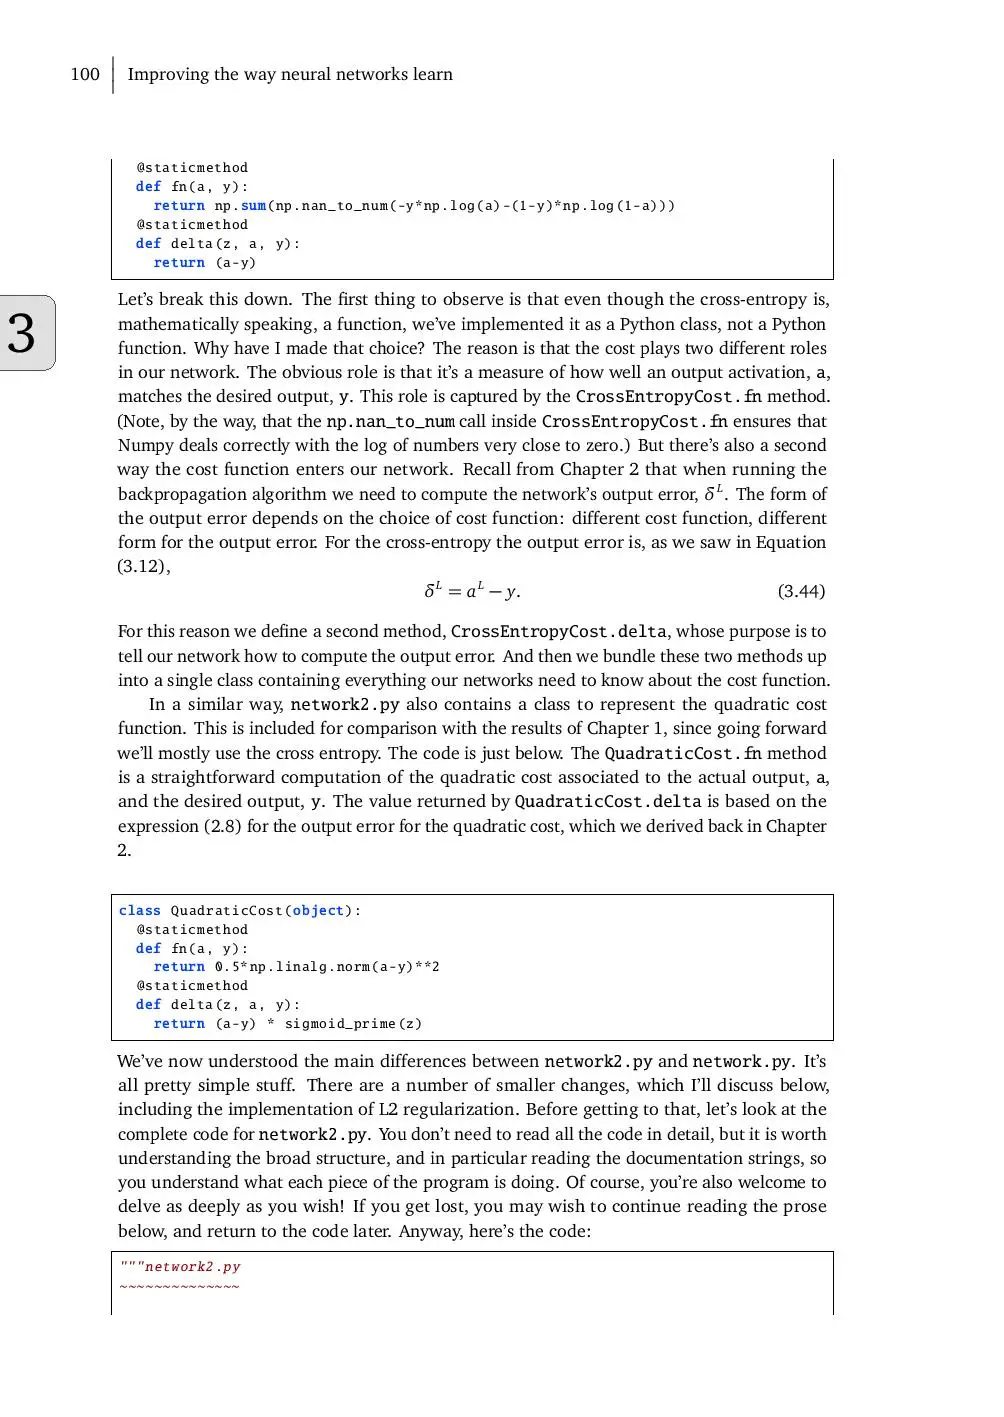 100 Improving the way neural networks learn
@staticmethod
def fn(a, y):
return np.sum(np.nan_to_num(-y*np.log(a)-(1-y)*np.log(1-a)))
@staticmethod
def delta(z, a, y):
return (a-y)
3
Let's break this down. The first thing to observe is that even though the cross-entropy is,
mathematically speaking, a function, we've implemented it as a Python class, not a Python
function. Why have I made that choice? The reason is that the cost plays two different roles
in our network. The obvious role is that it's a measure of how well an output activation, a,
matches the desired output, y. This role is captured by the CrossEntropyCost.fn method.
(Note, by the way, that the np.nan_to_num call inside CrossEntropyCost.fn ensures that
Numpy deals correctly with the log of numbers very close to zero.) But there's also a second
way the cost function enters our network. Recall from Chapter 2 that when running the
backpropagation algorithm we need to compute the network's output error, δ^L. The form of
the output error depends on the choice of cost function: different cost function, different
form for the output error. For the cross-entropy the output error is, as we saw in Equation
(3.12),
δ^L = a^L − y. (3.44)
For this reason we define a second method, CrossEntropyCost.delta, whose purpose is to
tell our network how to compute the output error. And then we bundle these two methods up
into a single class containing everything our networks need to know about the cost function.
In a similar way, network2.py also contains a class to represent the quadratic cost
function. This is included for comparison with the results of Chapter 1, since going forward
we'll mostly use the cross entropy. The code is just below. The QuadraticCost.fn method
is a straightforward computation of the quadratic cost associated to the actual output, a,
and the desired output, y. The value returned by QuadraticCost.delta is based on the
expression (2.8) for the output error for the quadratic cost, which we derived back in Chapter
2.
class QuadraticCost(object):
@staticmethod
def fn(a, y):
return 0.5*np.linalg.norm(a-y)**2
@staticmethod
def delta(z, a, y):
return (a-y) * sigmoid_prime(z)
We've now understood the main differences between network2.py and network.py. It's
all pretty simple stuff. There are a number of smaller changes, which I'll discuss below,
including the implementation of L2 regularization. Before getting to that, let's look at the
complete code for network2.py. You don't need to read all the code in detail, but it is worth
understanding the broad structure, and in particular reading the documentation strings, so
you understand what each piece of the program is doing. Of course, you're also welcome to
delve as deeply as you wish! If you get lost, you may wish to continue reading the prose
below, and return to the code later. Anyway, here's the code:
"""network2.py
~~~~~~~~~~~~~~